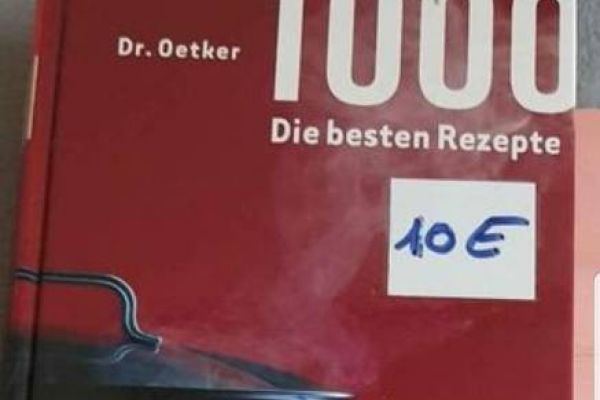 1000
Dr. Oetker
Die besten Rezepte
10 €